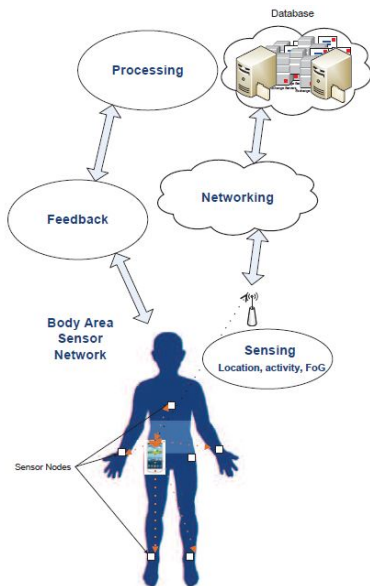 Database
Processing
Networking
Feedback
Body Area
Sensor
Network
Sensing
Location, activity, FoG
Sensor Nodes